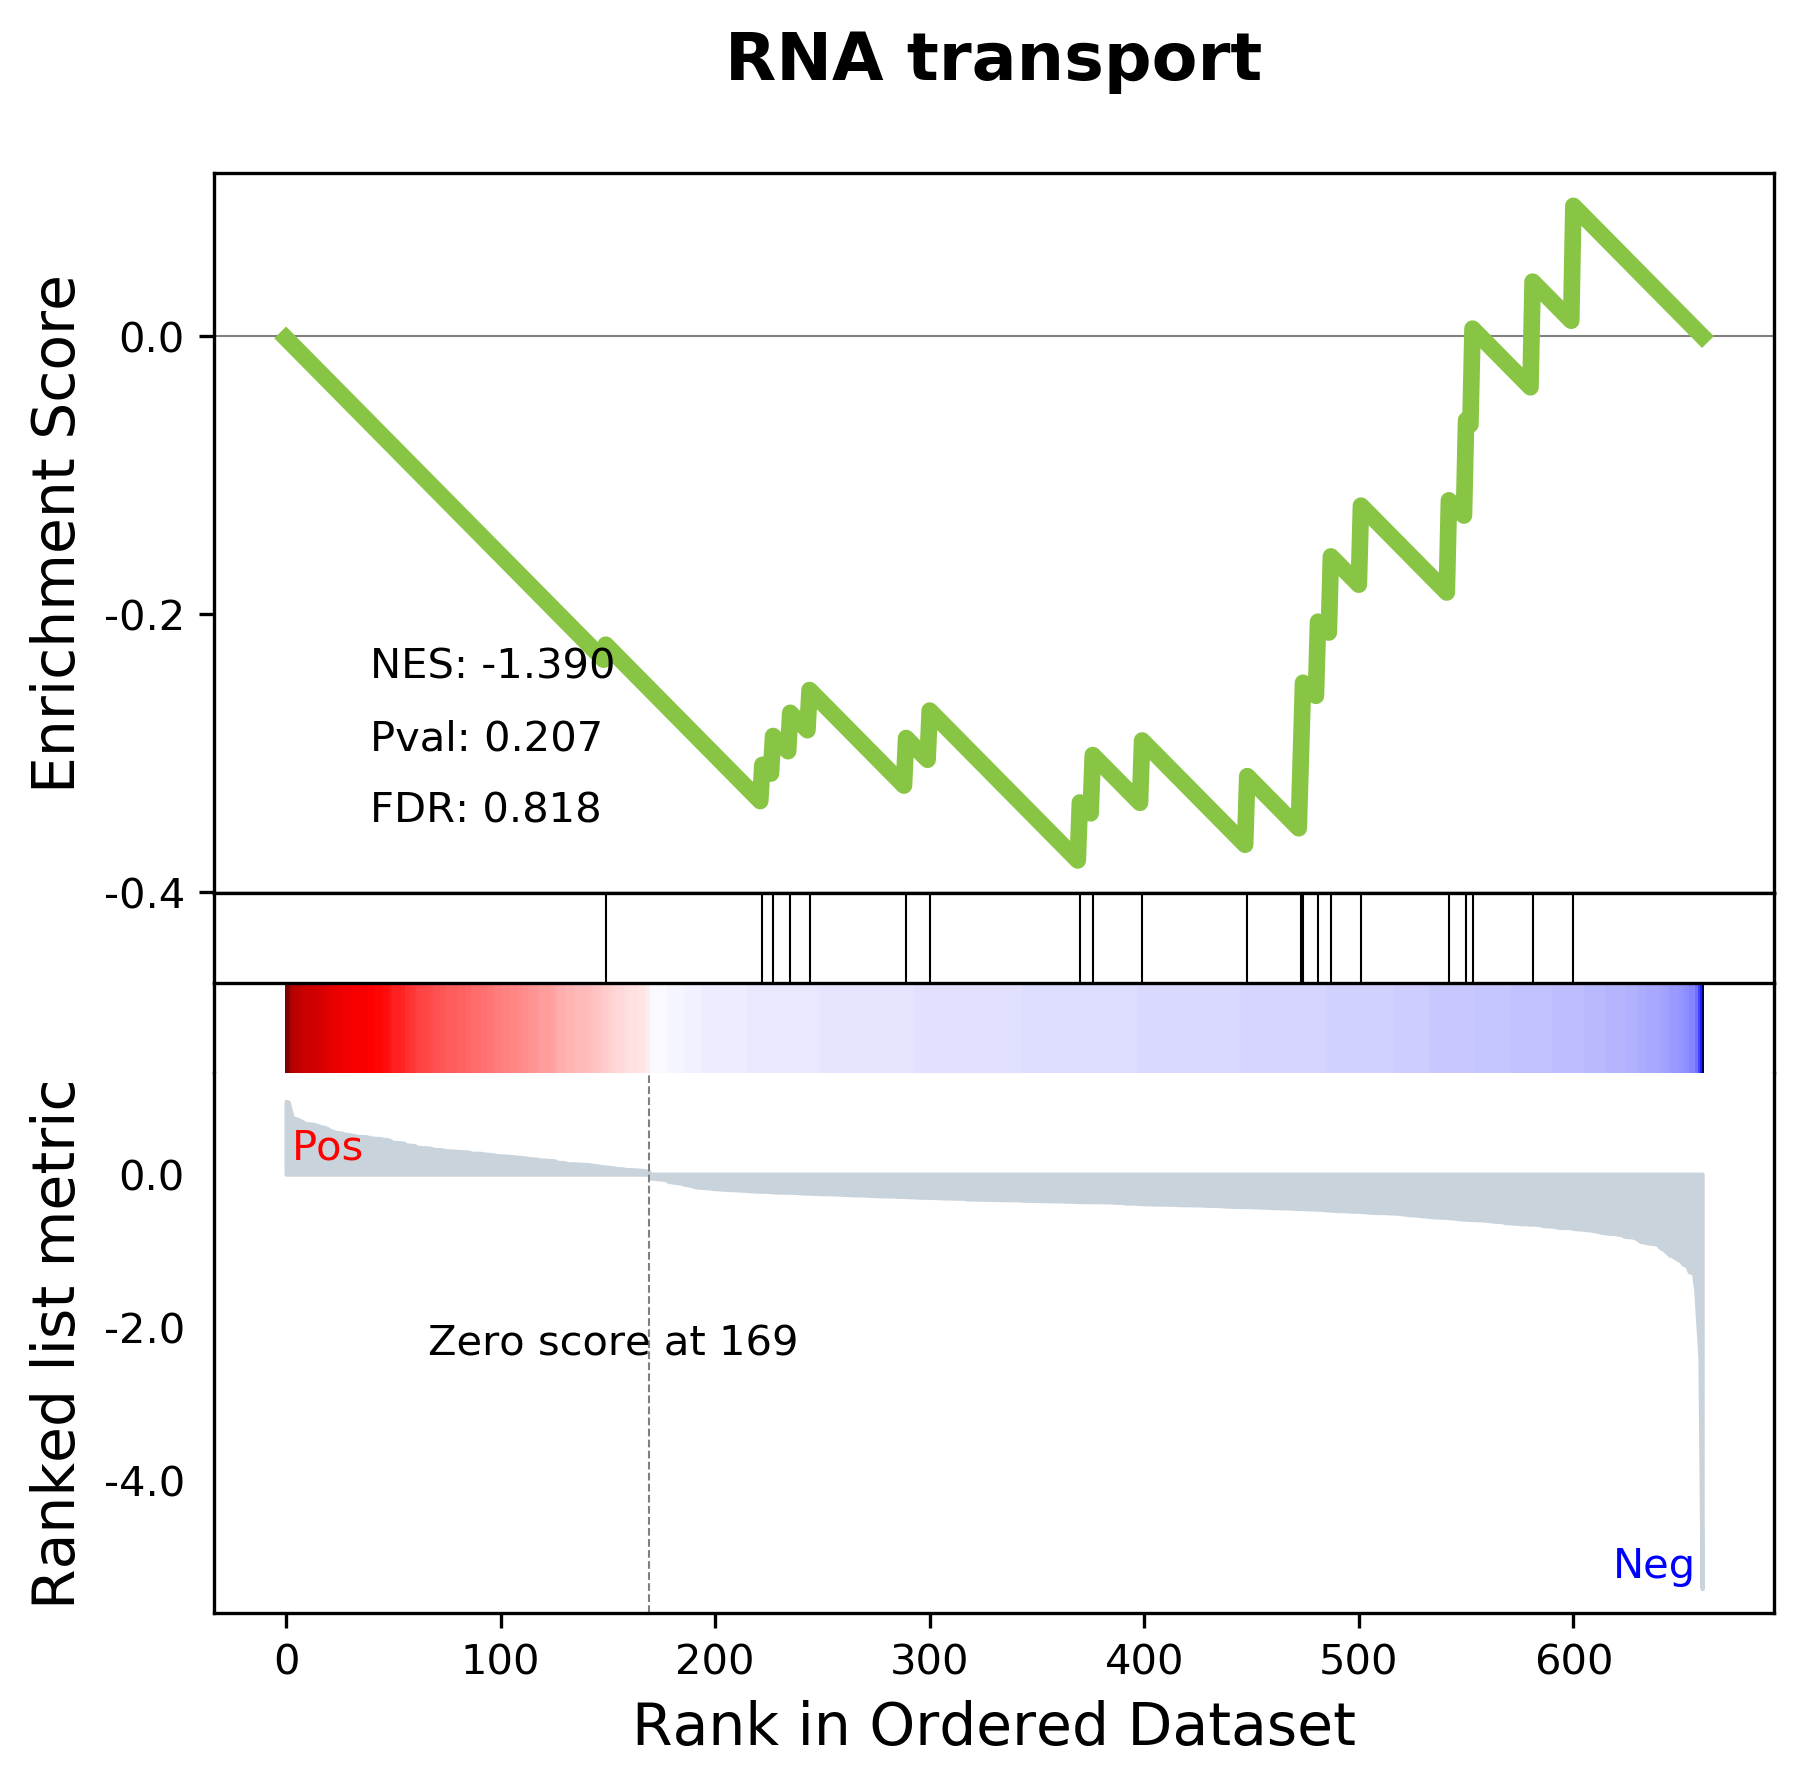 RNA transport
Enrichment Score
0.0
-0.2
-0.4
NES: -1.390
Pval: 0.207
FDR: 0.818
Ranked list metric
0.0
-2.0
-4.0
Pos
Zero score at 169
Neg
0 100 200 300 400 500 600
Rank in Ordered Dataset